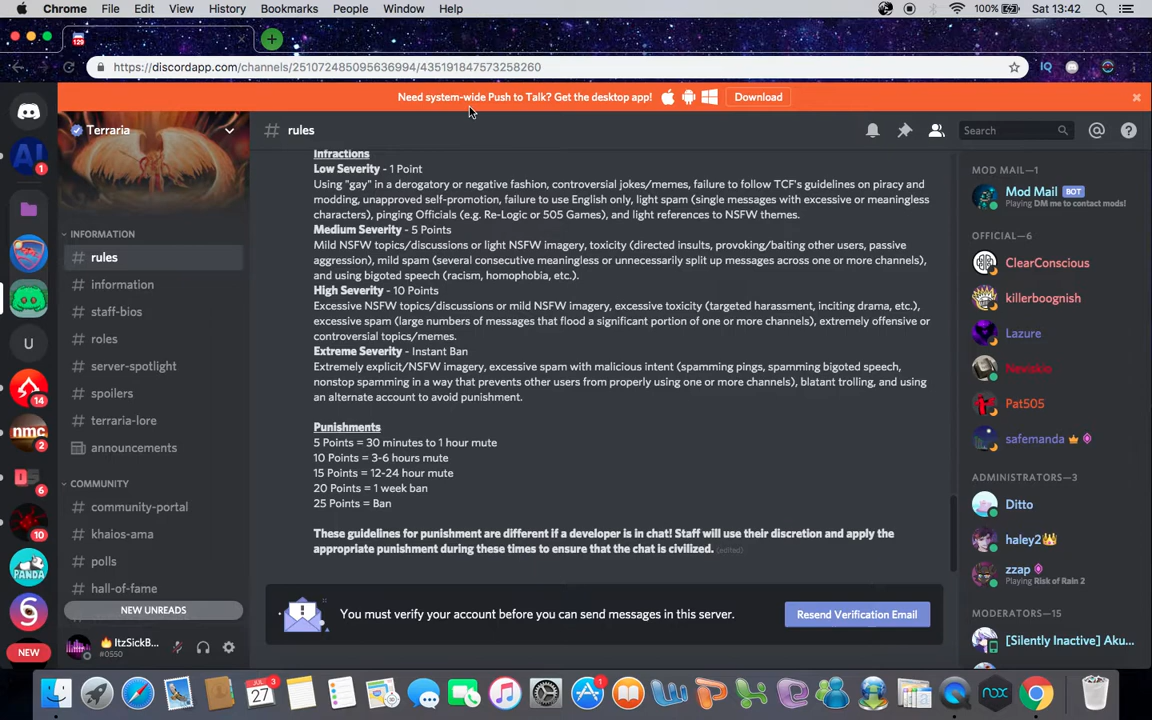 Chrome File Edit View History Bookmarks People Window Help
100% Sat 13:42
129
https://discordapp.com/channels/251072485095636994/435191847573258260
IQ
Need system-wide Push to Talk? Get the desktop app! Download
Terraria
rules
Search
INFORMATION
rules
information
staff-bios
roles
server-spotlight
spoilers
terraria-lore
announcements
COMMUNITY
community-portal
khaios-ama
polls
hall-of-fame
NEW UNREADS
ItzSickB...
#0550
AI
1
U
14
nmc
2
6
10
PANDA
NEW
Infractions
Low Severity - 1 Point
Using "gay" in a derogatory or negative fashion, controversial jokes/memes, failure to follow TCF's guidelines on piracy and
modding, unapproved self-promotion, failure to use English only, light spam (single messages with excessive or meaningless
characters), pinging Officials (e.g. Re-Logic or 505 Games), and light references to NSFW themes.
Medium Severity - 5 Points
Mild NSFW topics/discussions or light NSFW imagery, toxicity (directed insults, provoking/baiting other users, passive
aggression), mild spam (several consecutive meaningless or unnecessarily split up messages across one or more channels),
and using bigoted speech (racism, homophobia, etc.).
High Severity - 10 Points
Excessive NSFW topics/discussions or mild NSFW imagery, excessive toxicity (targeted harassment, inciting drama, etc.),
excessive spam (large numbers of messages that flood a significant portion of one or more channels), extremely offensive or
controversial topics/memes.
Extreme Severity - Instant Ban
Extremely explicit/NSFW imagery, excessive spam with malicious intent (spamming pings, spamming bigoted speech,
nonstop spamming in a way that prevents other users from properly using one or more channels), blatant trolling, and using
an alternate account to avoid punishment.
Punishments
5 Points = 30 minutes to 1 hour mute
10 Points = 3-6 hours mute
15 Points = 12-24 hour mute
20 Points = 1 week ban
25 Points = Ban
These guidelines for punishment are different if a developer is in chat! Staff will use their discretion and apply the
appropriate punishment during these times to ensure that the chat is civilized. (edited)
You must verify your account before you can send messages in this server.
Resend Verification Email
MOD MAIL—1
Mod Mail BOT
Playing DM me to contact mods!
OFFICIAL—6
ClearConscious
killerboognish
Lazure
Neviskio
Pat505
safemanda
ADMINISTRATORS—3
Ditto
haley2
zzap
Playing Risk of Rain 2
MODERATORS—15
[Silently Inactive] Aku...
JUL
27
3
1
nox